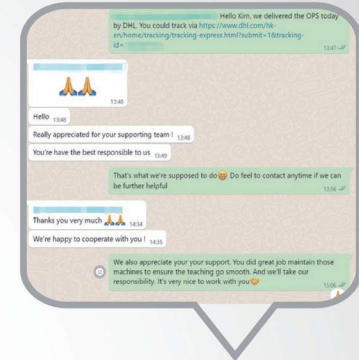 Hello Kim, we delivered the OPS today
by DHL. You could track via https://www.dhl.com/hk-
en/home/tracking/tracking-express.html?submit=1&tracking-
id=
13:47
13:48
Hello 13:48
Really appreciated for your supporting team ! 13:48
You're have the best responsible to us 13:49
That's what we're supposed to do Do feel to contact anytime if we can
be further helpful
13:56
Thanks you very much 14:34
We're happy to cooperate with you ! 14:35
We also appreciate your your support. You did great job maintain those
machines to ensure the teaching go smooth. And we'll take our
responsibility. It's very nice to work with you
15:06